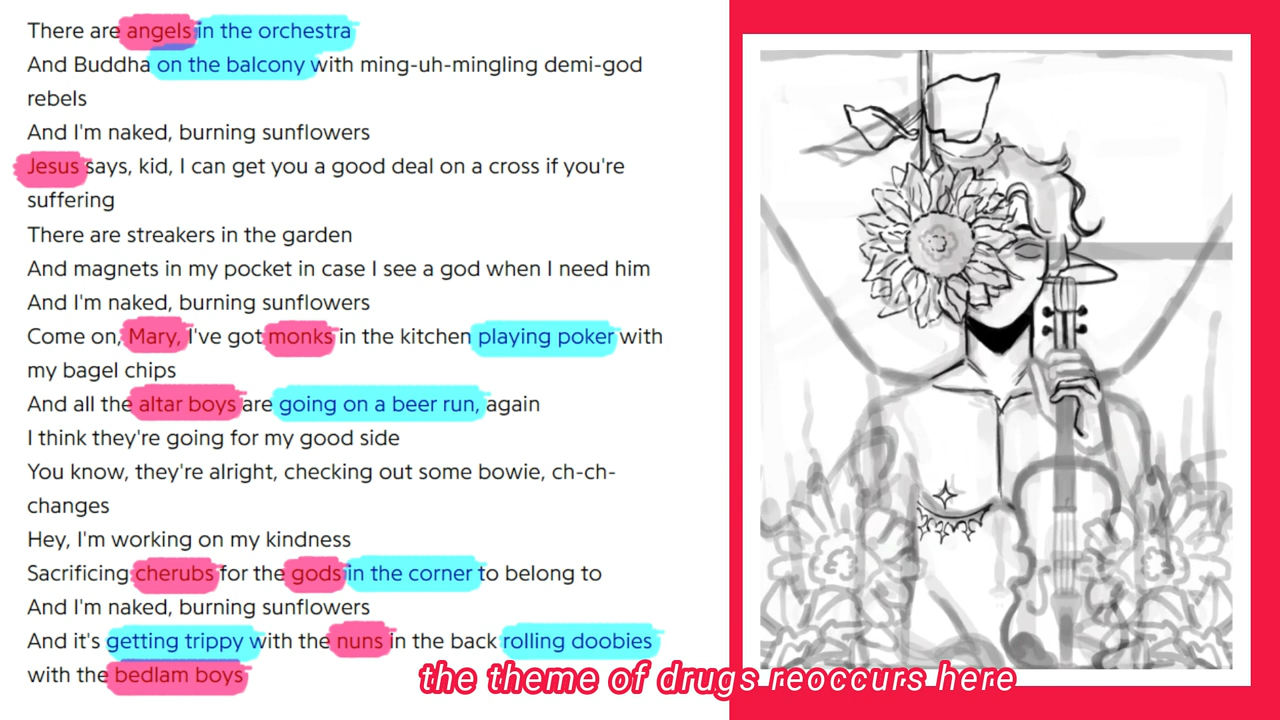 There are angels in the orchestra
And Buddha on the balcony with ming-uh-mingling demi-god
rebels
And I'm naked, burning sunflowers
Jesus says, kid, I can get you a good deal on a cross if you're
suffering
There are streakers in the garden
And magnets in my pocket in case I see a god when I need him
And I'm naked, burning sunflowers
Come on, Mary, I've got monks in the kitchen playing poker with
my bagel chips
And all the altar boys are going on a beer run, again
I think they're going for my good side
You know, they're alright, checking out some bowie, ch-ch-
changes
Hey, I'm working on my kindness
Sacrificing cherubs for the gods in the corner to belong to
And I'm naked, burning sunflowers
And it's getting trippy with the nuns in the back rolling doobies
with the bedlam boys
the theme of drugs reoccurs here